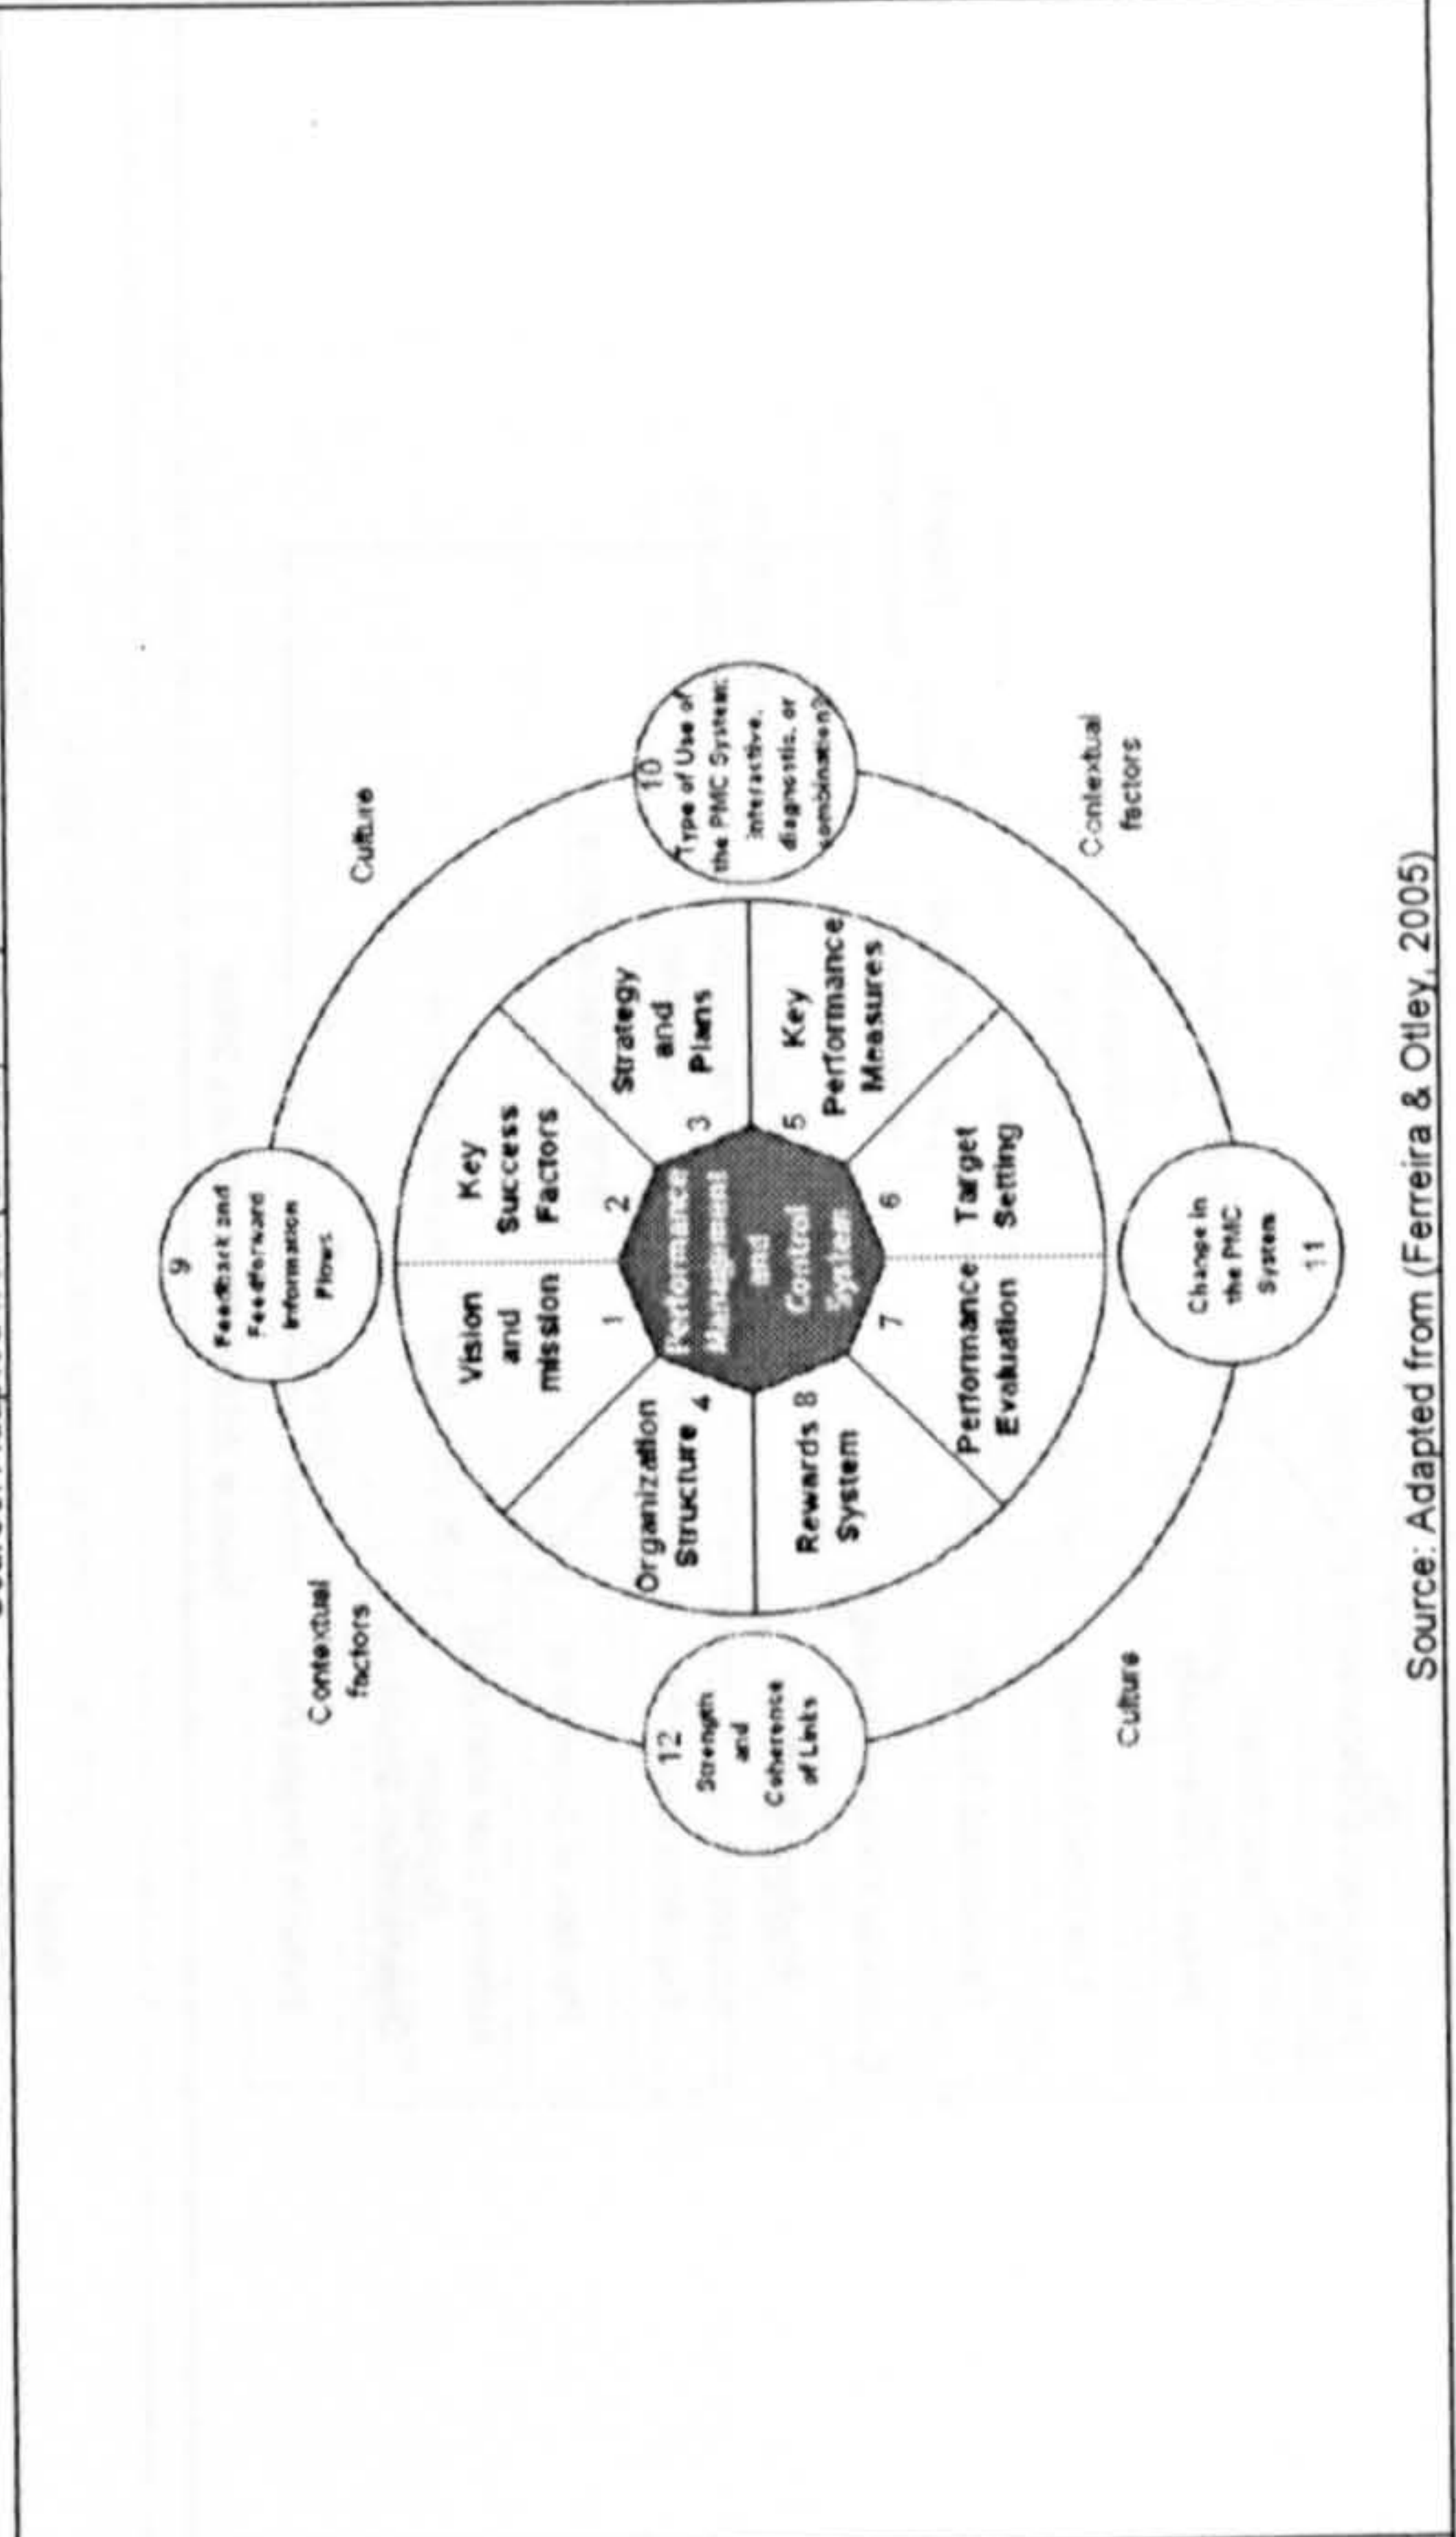 9
Feedback and
Feedforward
Information
Flows
Contextual
factors
Culture
Vision
and
mission
1
Key
Success
Factors
2
Organization
Structure 4
Strategy
and
Plans
3
12
Strength
and
Coherence
of Links
Performance
Management
and
Control
System
10
Type of Use of
the PMC System:
interactive,
diagnostic, or
combination?
Rewards 8
System
5 Key
Performance
Measures
7
Performance
Evaluation
6
Target
Setting
Culture
Contextual
factors
Change in
the PMC
System
11
Source: Adapted from (Ferreira & Otley, 2005)